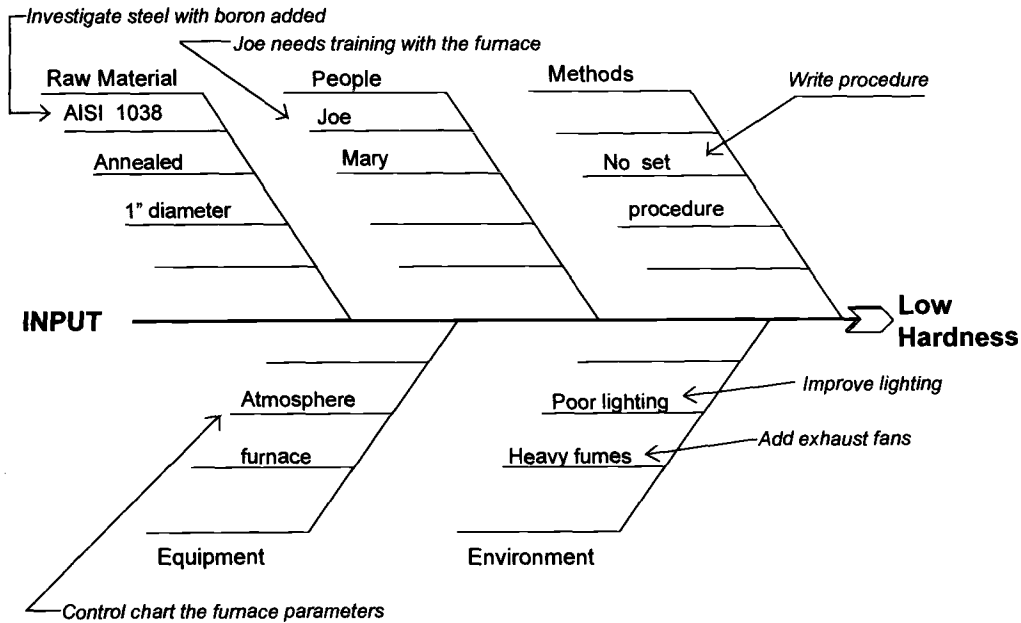 Investigate steel with boron added
Joe needs training with the furnace
Raw Material
People
Methods
Write procedure
AISI 1038
Joe
Annealed
Mary
No set
1" diameter
procedure
INPUT
Low
Hardness
Atmosphere
Poor lighting
Improve lighting
furnace
Heavy fumes
Add exhaust fans
Equipment
Environment
Control chart the furnace parameters